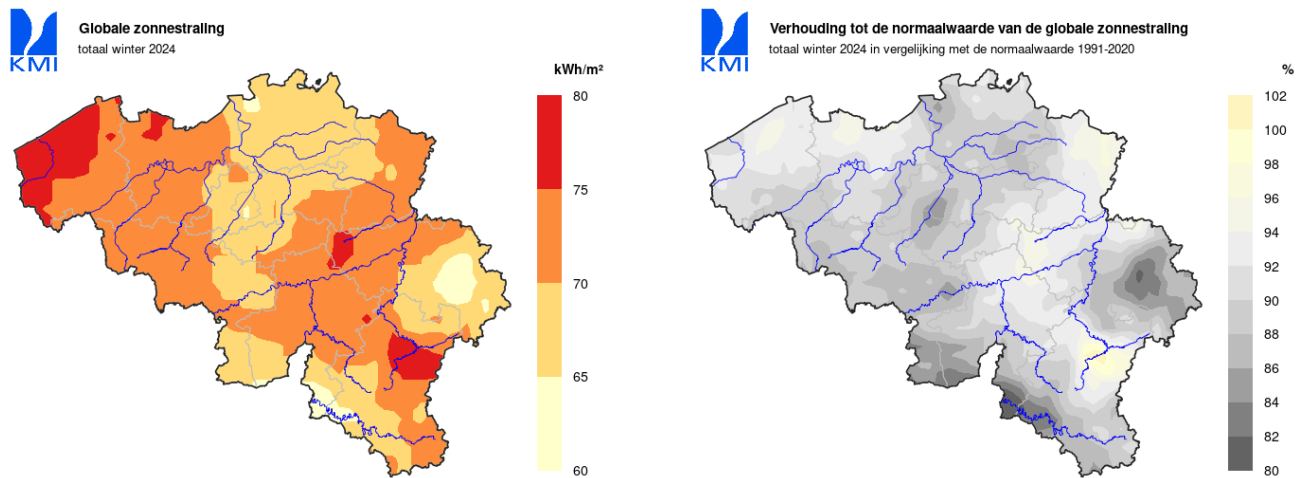 KMI
Globale zonnestraling
totaal winter 2024
kWh/m²
80
75
70
65
60
KMI
Verhouding tot de normaalwaarde van de globale zonnestraling
totaal winter 2024 in vergelijking met de normaalwaarde 1991-2020
%
102
100
98
96
94
92
90
88
86
84
82
80